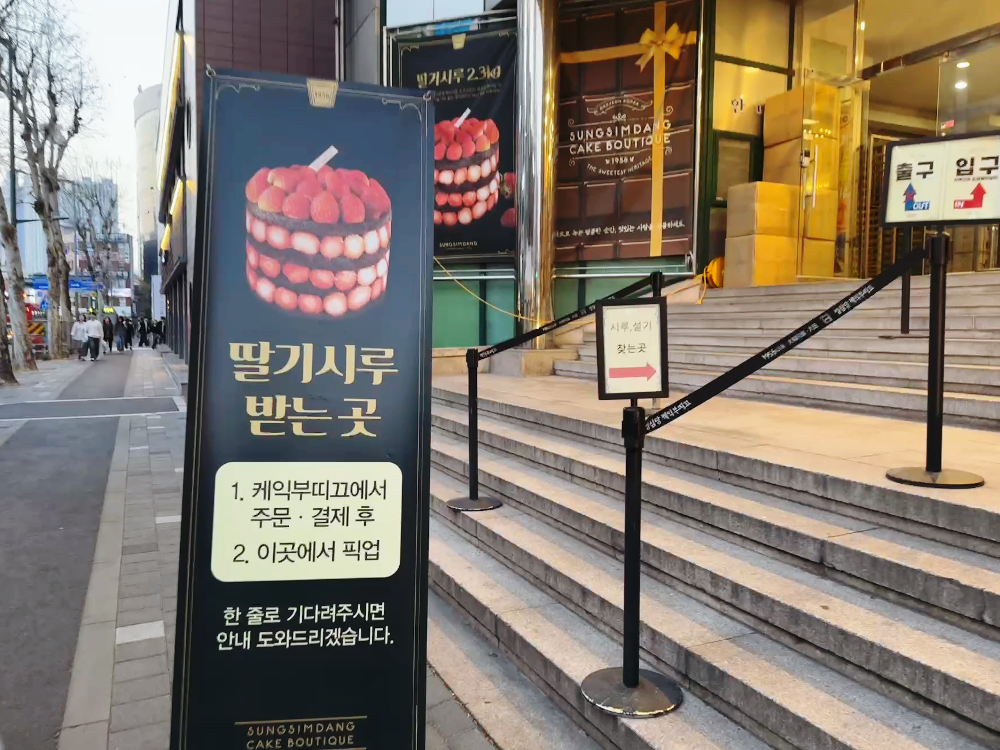 1956
딸기시루
받는곳
1. 케익부띠끄에서
주문 · 결제 후
2. 이곳에서 픽업
한 줄로 기다려주시면
안내 도와드리겠습니다.
SUNGSIMDANG
CAKE BOUTIQUE
딸기시루 2.3kg
SUNGSIMDANG
SUNGSIMDANG
CAKE BOUTIQUE
1956
THE SWEETEST HERITAGE
시루,설기
찾는곳
출구
OUT
입구
IN